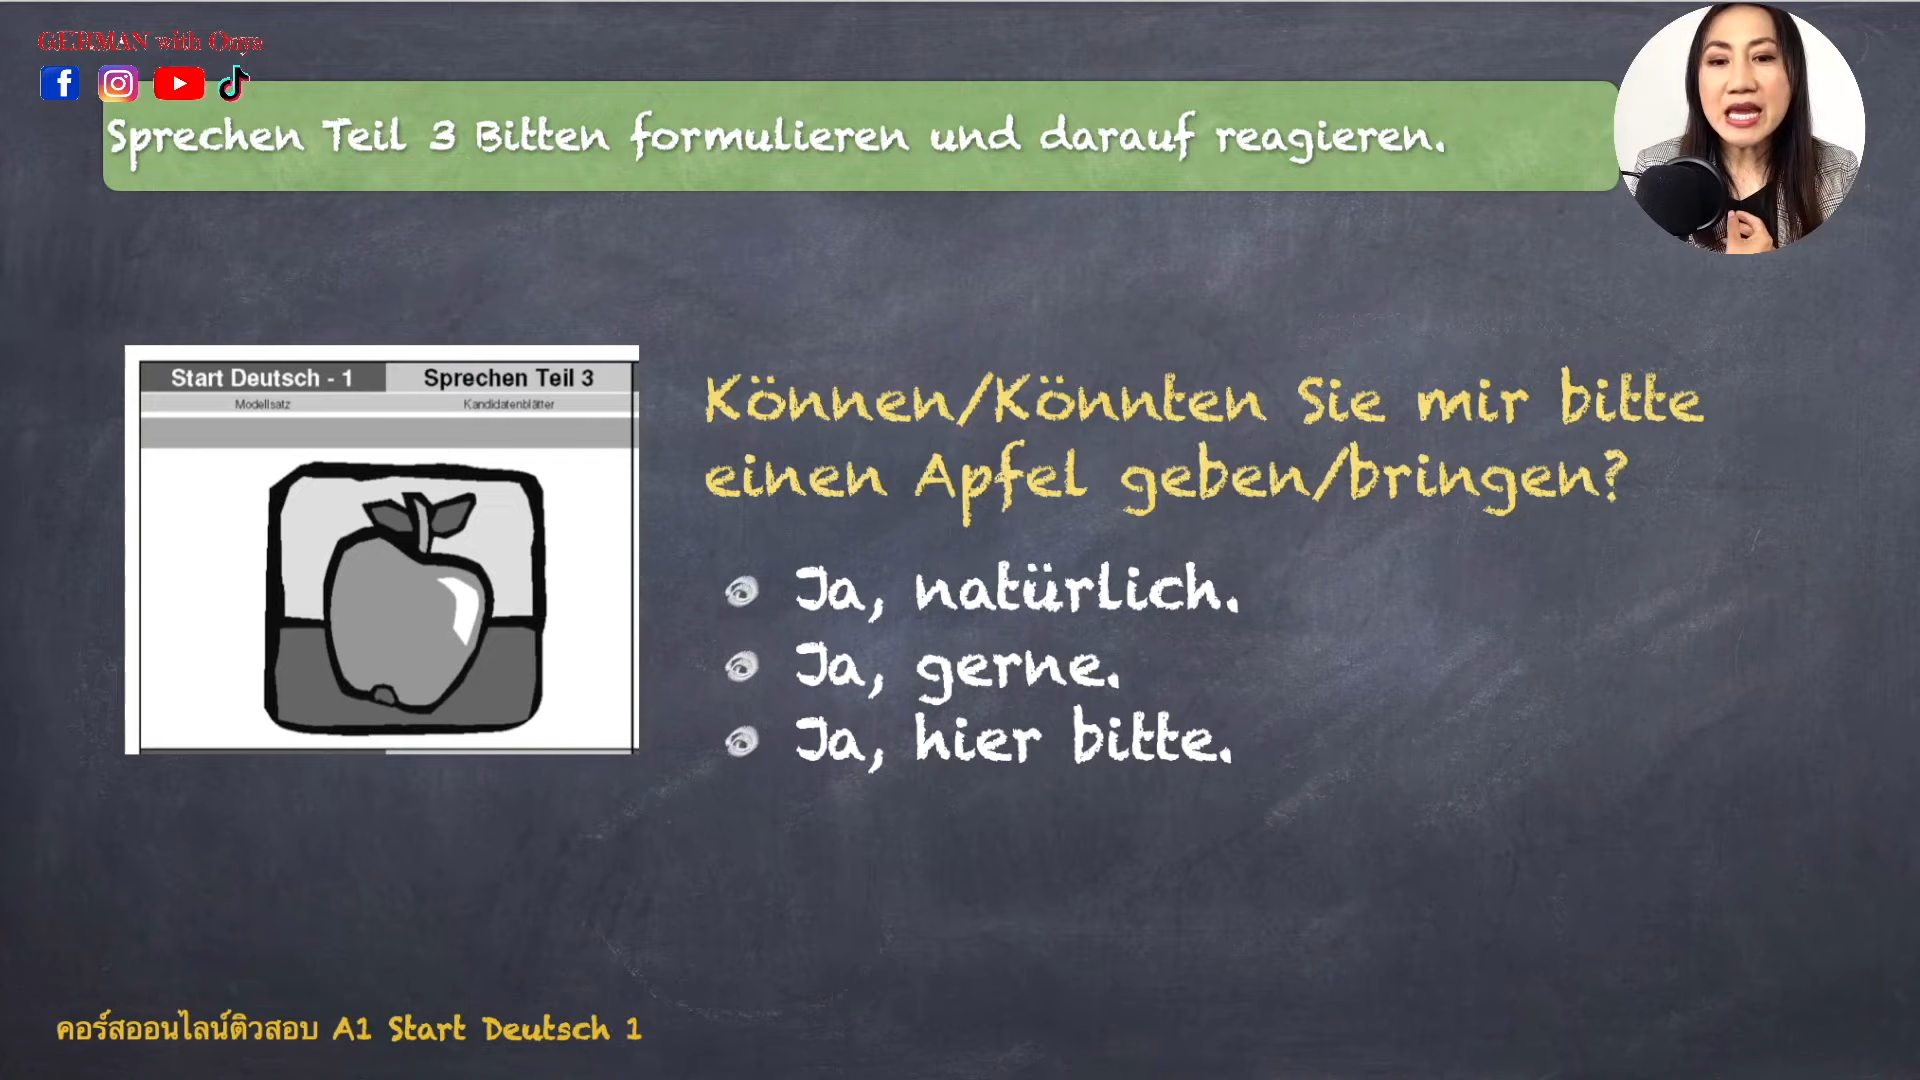 GERMAN with Onya
Sprechen Teil 3 Bitten formulieren und darauf reagieren.
Start Deutsch - 1
Sprechen Teil 3
Modellsatz
Kandidatenblätter
Können/Könnten Sie mir bitte
einen Apfel geben/bringen?
Ja, natürlich.
Ja, gerne.
Ja, hier bitte.
คอร์สออนไลน์ติวสอบ A1 Start Deutsch 1